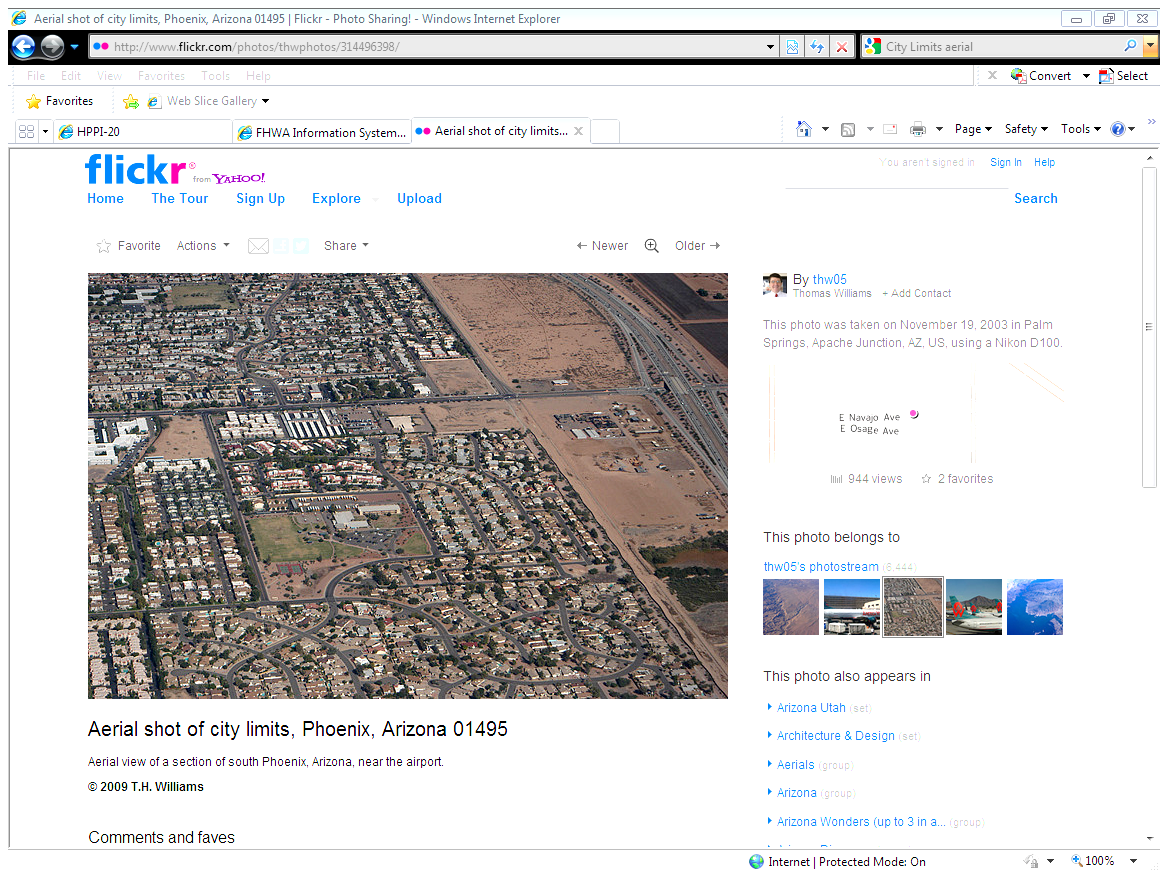 Aerial shot of city limits, Phoenix, Arizona 01495 | Flickr - Photo Sharing! - Windows Internet Explorer
http://www.flickr.com/photos/thwphotos/314496398/
City Limits aerial
File Edit View Favorites Tools Help
Convert Select
Favorites Web Slice Gallery
HPPI-20
FHWA Information System...
Aerial shot of city limits...
Page Safety Tools
flickr® from YAHOO!
You aren't signed in Sign In Help
Home The Tour Sign Up Explore Upload
Search
Favorite Actions Share ← Newer Older →
By thw05
Thomas Williams + Add Contact
This photo was taken on November 19, 2003 in Palm
Springs, Apache Junction, AZ, US, using a Nikon D100.
E Navajo Ave
E Osage Ave
944 views 2 favorites
This photo belongs to
thw05's photostream (6,444)
This photo also appears in
Arizona Utah (set)
Architecture & Design (set)
Aerials (group)
Arizona (group)
Arizona Wonders (up to 3 in a... (group)
Aerial shot of city limits, Phoenix, Arizona 01495
Aerial view of a section of south Phoenix, Arizona, near the airport.
© 2009 T.H. Williams
Comments and faves
Internet | Protected Mode: On
100%